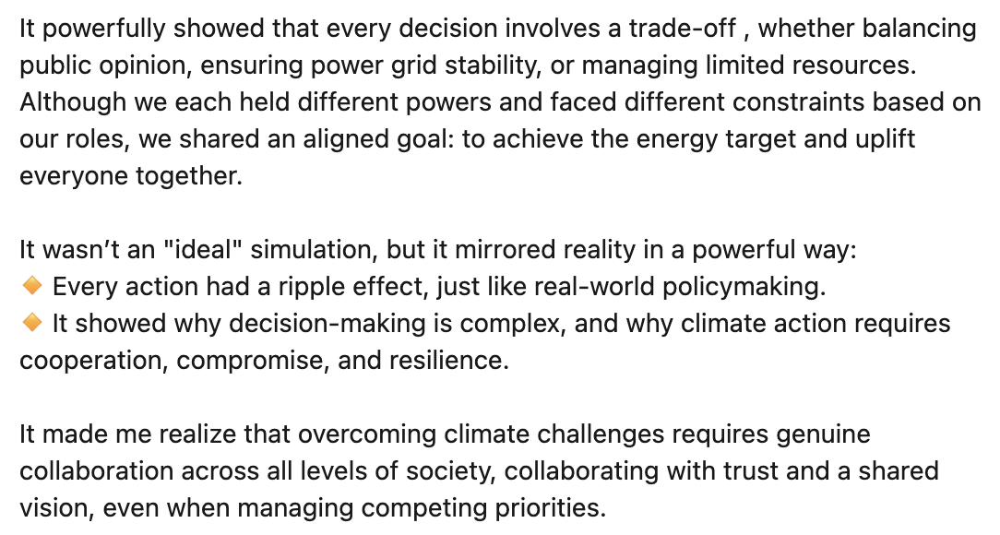 It powerfully showed that every decision involves a trade-off , whether balancing
public opinion, ensuring power grid stability, or managing limited resources.
Although we each held different powers and faced different constraints based on
our roles, we shared an aligned goal: to achieve the energy target and uplift
everyone together.
It wasn’t an "ideal" simulation, but it mirrored reality in a powerful way:
🔸 Every action had a ripple effect, just like real-world policymaking.
🔸 It showed why decision-making is complex, and why climate action requires
cooperation, compromise, and resilience.
It made me realize that overcoming climate challenges requires genuine
collaboration across all levels of society, collaborating with trust and a shared
vision, even when managing competing priorities.